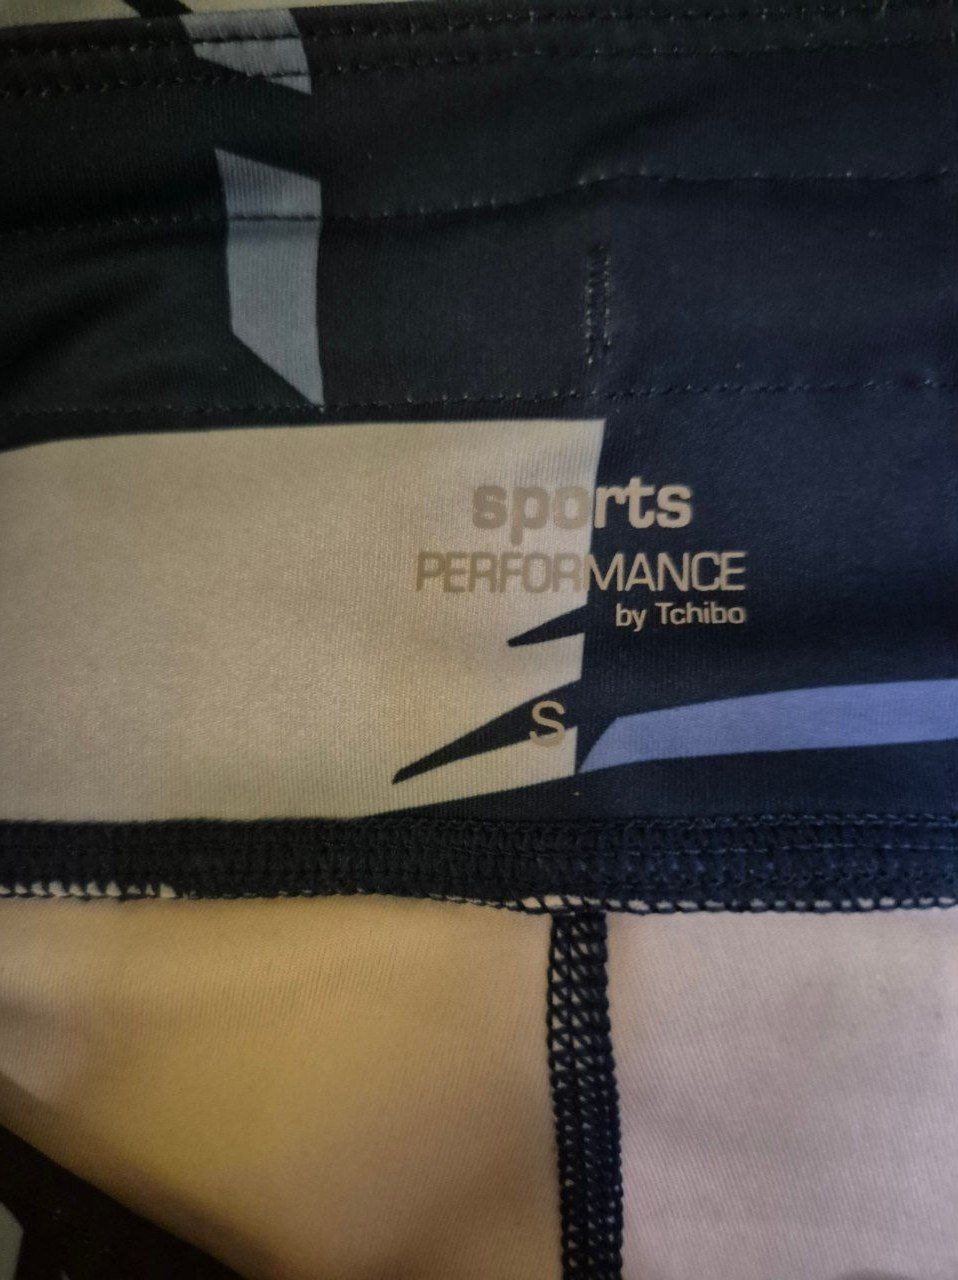 sports
PERFORMANCE
by Tchibo
S